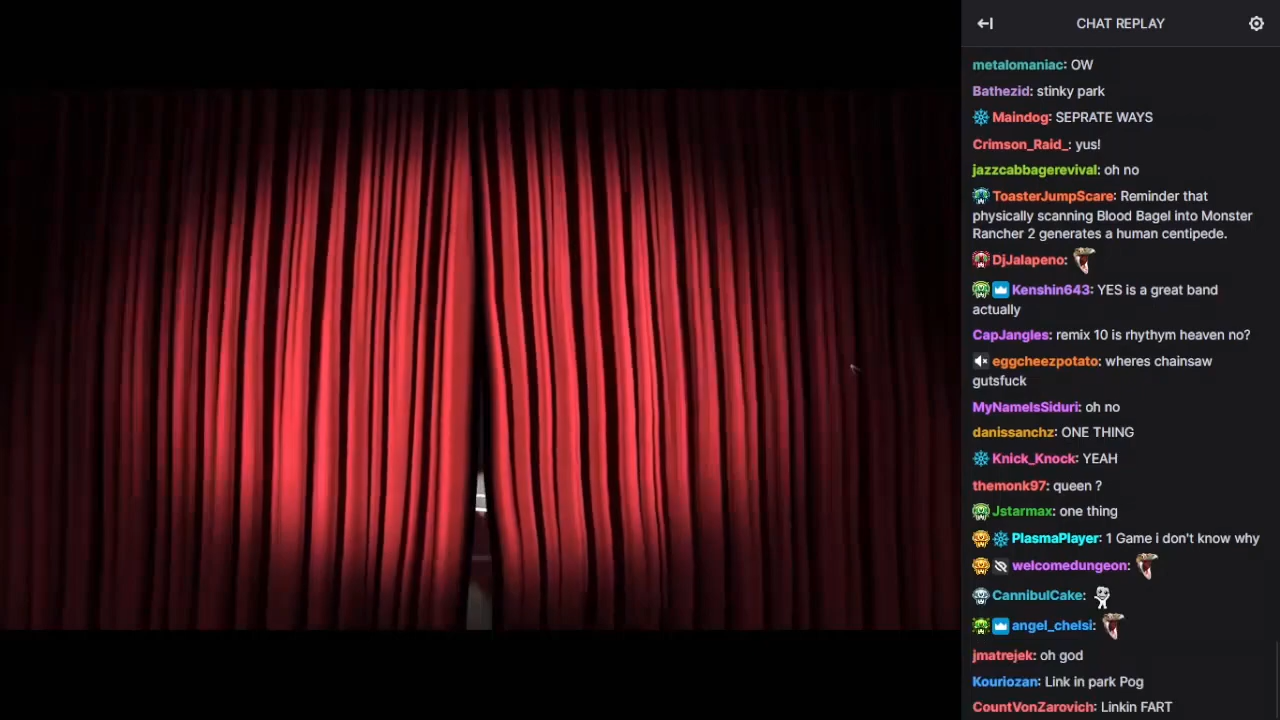 CHAT REPLAY
metalomaniac: OW
Bathezid: stinky park
Maindog: SEPRATE WAYS
Crimson_Raid_: yus!
jazzcabbagerevival: oh no
ToasterJumpScare: Reminder that
physically scanning Blood Bagel into Monster
Rancher 2 generates a human centipede.
DjJalapeno:
Kenshin643: YES is a great band
actually
CapJangles: remix 10 is rhythym heaven no?
eggcheezpotato: wheres chainsaw
gutsfuck
MyNameIsSiduri: oh no
danissanchz: ONE THING
Knick_Knock: YEAH
themonk97: queen ?
Jstarmax: one thing
PlasmaPlayer: 1 Game i don't know why
welcomedungeon:
CannibulCake:
angel_chelsi:
jmatrejek: oh god
Kouriozan: Link in park Pog
CountVonZarovich: Linkin FART